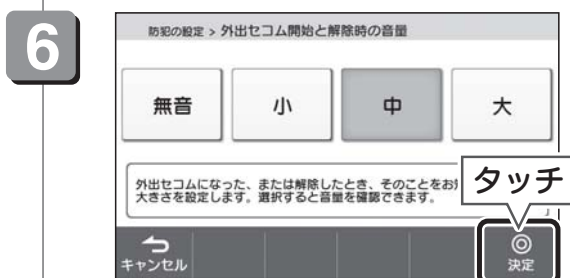 6
防犯の設定 > 外出セコム開始と解除時の音量
無音
小
中
大
外出セコムになった、または解除したとき、そのことをお
大きさを設定します。選択すると音量を確認できます。
タッチ
キャンセル
決定